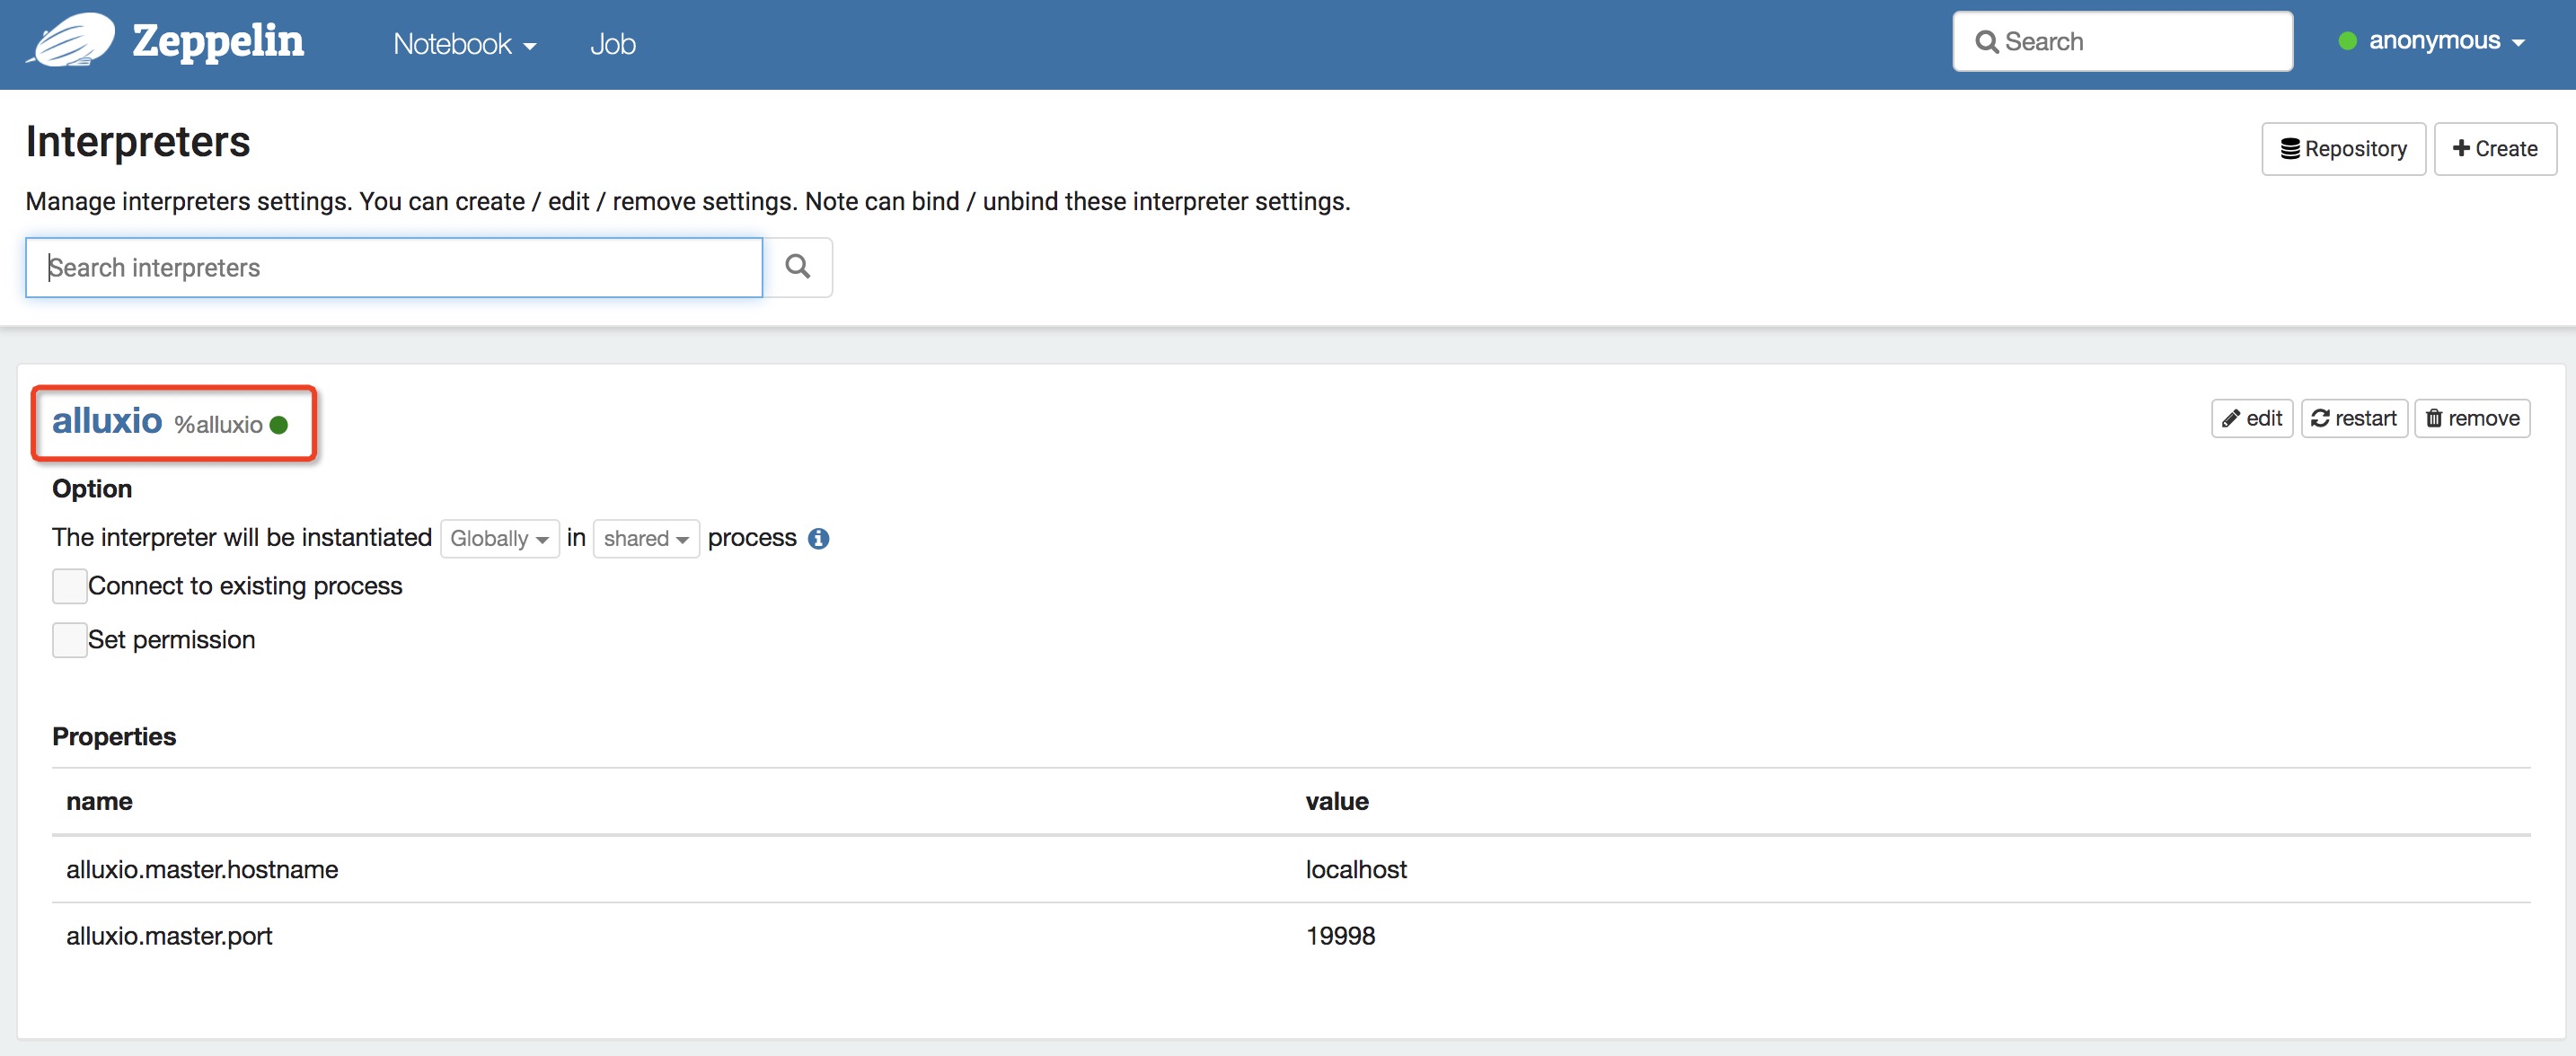 Zeppelin Notebook Job Search anonymous
Interpreters
Repository Create
Manage interpreters settings. You can create / edit / remove settings. Note can bind / unbind these interpreter settings.
Search interpreters
alluxio %alluxio edit restart remove
Option
The interpreter will be instantiated Globally in shared process
Connect to existing process
Set permission
Properties
name value
alluxio.master.hostname localhost
alluxio.master.port 19998